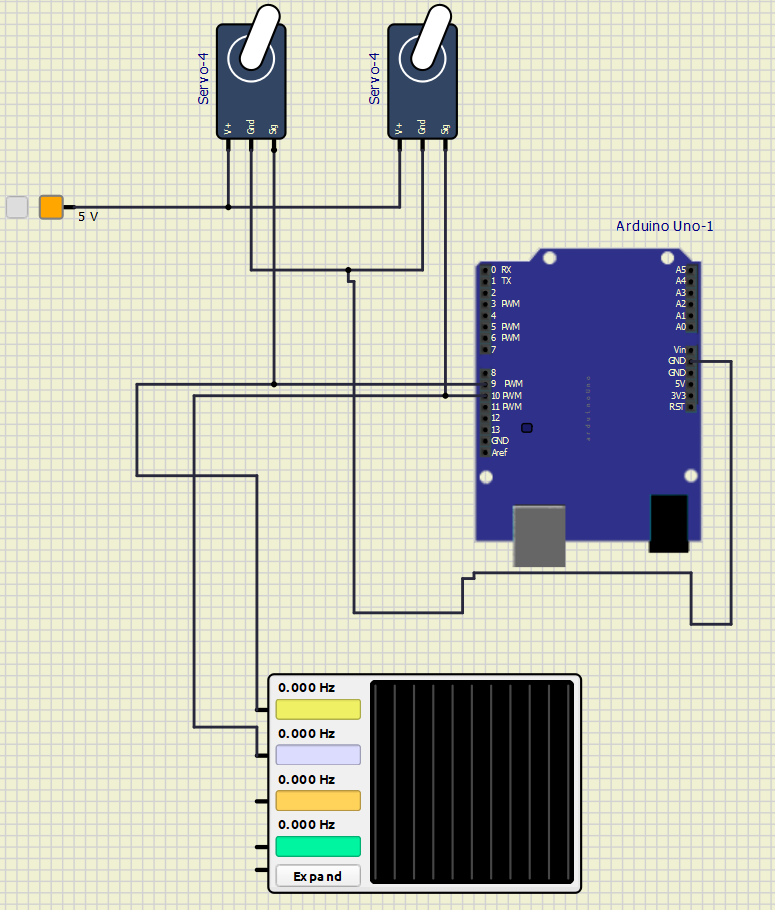 Servo-4
V+
Gnd
Sig
Servo-4
V+
Gnd
Sig
5 V
Arduino Uno-1
0 RX
1 TX
2
3 PWM
4
5 PWM
6 PWM
7
8
9 PWM
10 PWM
11 PWM
12
13
GND
Aref
A5
A4
A3
A2
A1
A0
Vin
GND
GND
5V
3V3
RST
0.000 Hz
0.000 Hz
0.000 Hz
0.000 Hz
Expand